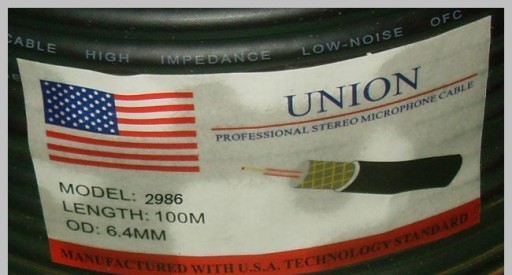 CABLE HIGH IMPEDANCE LOW-NOISE OFC
UNION
PROFESSIONAL STEREO MICROPHONE CABLE
MODEL: 2986
LENGTH: 100M
OD: 6.4MM
MANUFACTURED WITH U.S.A. TECHNOLOGY STANDARD